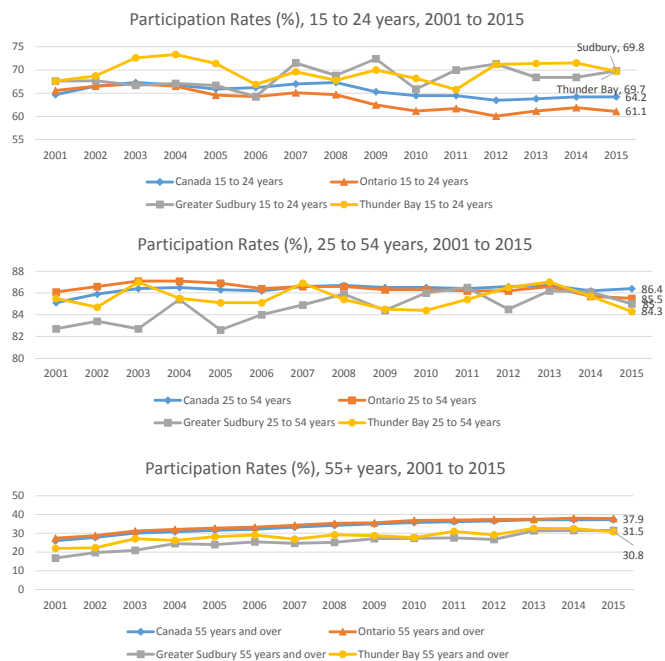 Participation Rates (%), 15 to 24 years, 2001 to 2015
75
70
65
60
55
Sudbury, 69.8
Thunder Bay, 69.7
64.2
61.1
2001 2002 2003 2004 2005 2006 2007 2008 2009 2010 2011 2012 2013 2014 2015
Canada 15 to 24 years Ontario 15 to 24 years
Greater Sudbury 15 to 24 years Thunder Bay 15 to 24 years
Participation Rates (%), 25 to 54 years, 2001 to 2015
88
86
84
82
80
86.4
85.5
85
84.3
2001 2002 2003 2004 2005 2006 2007 2008 2009 2010 2011 2012 2013 2014 2015
Canada 25 to 54 years Ontario 25 to 54 years
Greater Sudbury 25 to 54 years Thunder Bay 25 to 54 years
Participation Rates (%), 55+ years, 2001 to 2015
50
40
30
20
10
0
37.9
31.5
30.8
2001 2002 2003 2004 2005 2006 2007 2008 2009 2010 2011 2012 2013 2014 2015
Canada 55 years and over Ontario 55 years and over
Greater Sudbury 55 years and over Thunder Bay 55 years and over